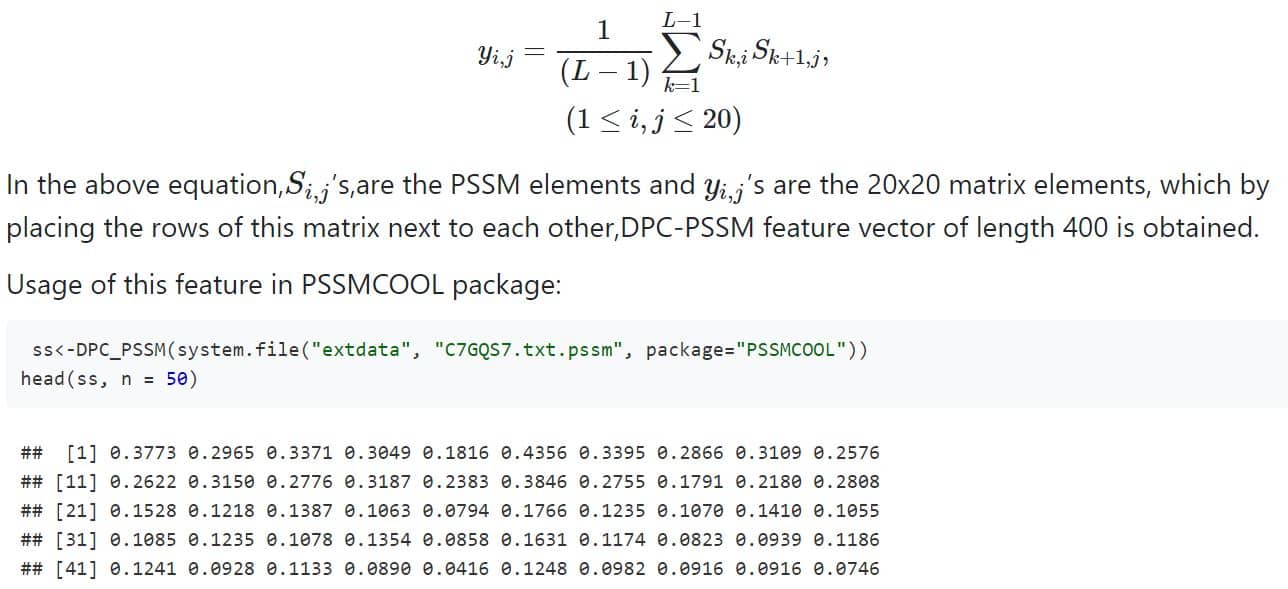 y_{i,j} = \frac{1}{(L-1)} \sum_{k=1}^{L-1} S_{k,i} S_{k+1,j},
(1 ≤ i, j ≤ 20)
In the above equation,S_{i,j}'s,are the PSSM elements and y_{i,j}'s are the 20x20 matrix elements, which by
placing the rows of this matrix next to each other,DPC-PSSM feature vector of length 400 is obtained.
Usage of this feature in PSSMCOOL package:
ss<-DPC_PSSM(system.file("extdata", "C7GQS7.txt.pssm", package="PSSMCOOL"))
head(ss, n = 50)
## [1] 0.3773 0.2965 0.3371 0.3049 0.1816 0.4356 0.3395 0.2866 0.3109 0.2576
## [11] 0.2622 0.3150 0.2776 0.3187 0.2383 0.3846 0.2755 0.1791 0.2180 0.2808
## [21] 0.1528 0.1218 0.1387 0.1063 0.0794 0.1766 0.1235 0.1070 0.1410 0.1055
## [31] 0.1085 0.1235 0.1078 0.1354 0.0858 0.1631 0.1174 0.0823 0.0939 0.1186
## [41] 0.1241 0.0928 0.1133 0.0890 0.0416 0.1248 0.0982 0.0916 0.0916 0.0746